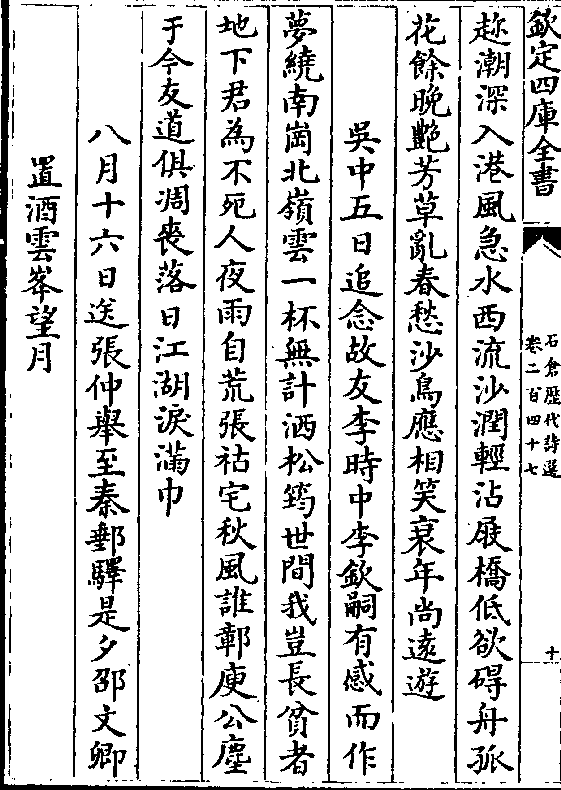 欽定四庫全書
石倉歷代詩選
卷二百四十七
十
趂潮深入港風急水西流沙潤輕沾屐橋低欲碍舟孤
花餘晚艶芳草亂春愁沙鳥應相笑衰年尚遠遊
吳中五日追念故友李時中李欽嗣有感而作
夢繞南崗北嶺雲一杯無計洒松筠世間我豈長貧者
地下君為不死人夜雨自荒張祜宅秋風誰鄣庾公塵
于今友道俱凋喪落日江湖淚滿巾
八月十六日送張仲舉至秦郵驛是夕邵文卿
置酒雲峯望月